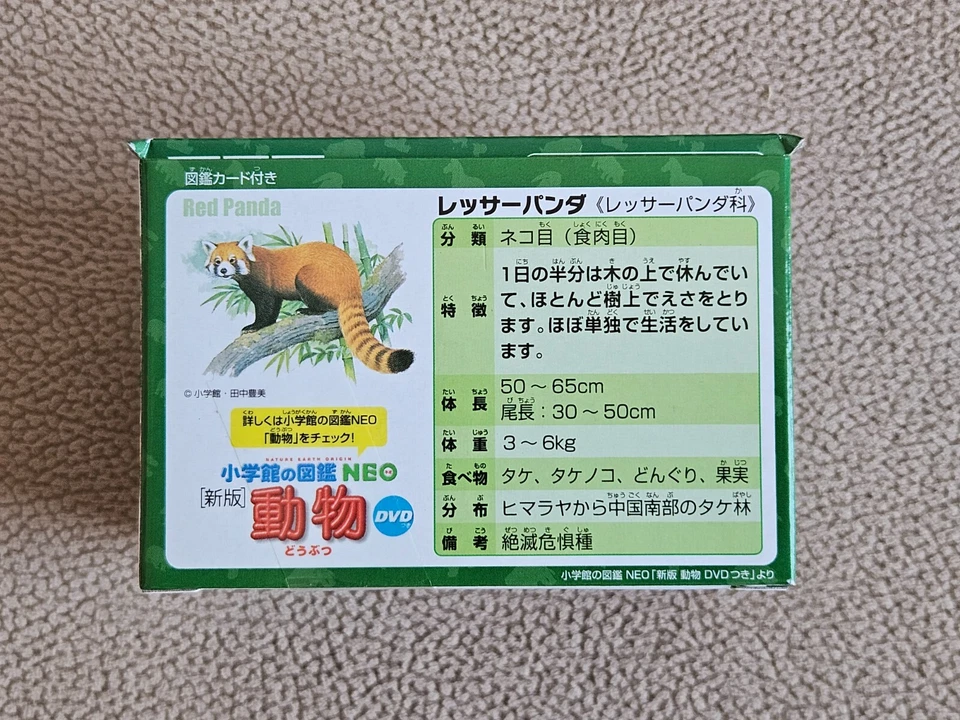 図鑑カード付き
Red Panda
© 小学館・田中豊美
詳しくは小学館の図鑑NEO
「動物」をチェック!
NATURE EARTH ORIGIN
小学館の図鑑 NEO
[新版] 動物 DVD
どうぶつ
レッサーパンダ《レッサーパンダ科》
分類 ネコ目(食肉目)
特徴 1日の半分は木の上で休んでい
て、ほとんど樹上でえさをとり
ます。ほぼ単独で生活をしてい
ます。
体長 50～65cm
尾長:30～50cm
体重 3～6kg
食べ物 タケ、タケノコ、どんぐり、果実
分布 ヒマラヤから中国南部のタケ林
備考 絶滅危惧種
小学館の図鑑 NEO「新版 動物 DVDつき」より